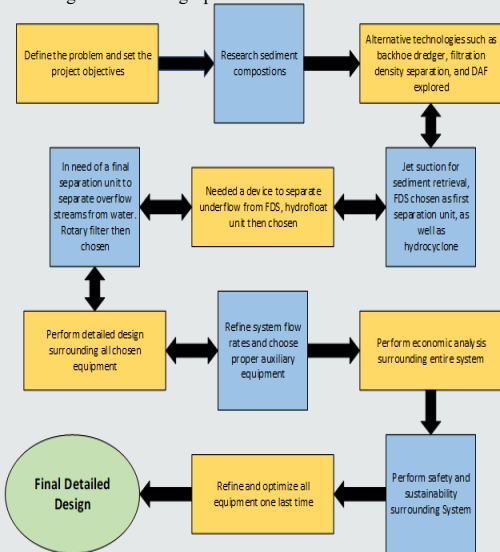 Define the problem and set the
project objectives
Research sediment
compostions
Alternative technologies such as
backhoe dredger, filtration
density separation, and DAF
explored
In need of a final
separation unit to
separate overflow
streams from water.
Rotary filter then
chosen
Needed a device to separate
underflow from FDS, hydrofloat
unit then chosen
Jet suction for
sediment retrieval,
FDS chosen as first
separation unit, as
well as
hydrocyclone
Perform detailed design
surrounding all chosen
equipment
Refine system flow
rates and choose
proper auxiliary
equipment
Perform economic analysis
surrounding entire system
Final Detailed
Design
Refine and optimize all
equipment one last time
Perform safety and
sustainability
surrounding System